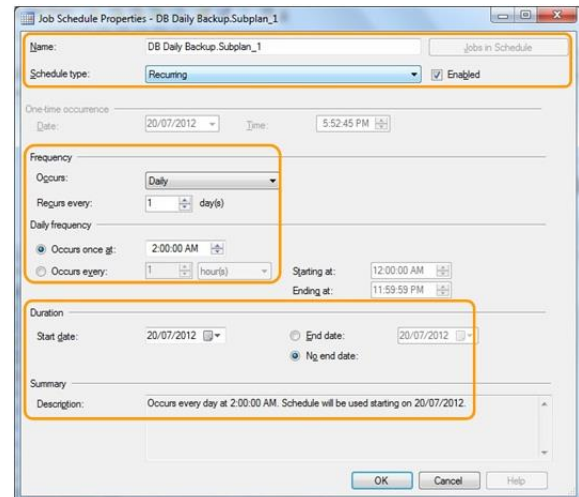 Job Schedule Properties - DB Daily Backup.Subplan_1
Name: DB Daily Backup.Subplan_1 Jobs in Schedule
Schedule type: Recurring Enabled
One-time occurrence
Date: 20/07/2012 Time: 5:52:45 PM
Frequency
Occurs: Daily
Recurs every: 1 day(s)
Daily frequency
Occurs once at: 2:00:00 AM
Occurs every: 1 hour(s) Starting at: 12:00:00 AM
Ending at: 11:59:59 PM
Duration
Start date: 20/07/2012 End date: 20/07/2012
No end date:
Summary
Description: Occurs every day at 2:00:00 AM. Schedule will be used starting on 20/07/2012.
OK Cancel Help